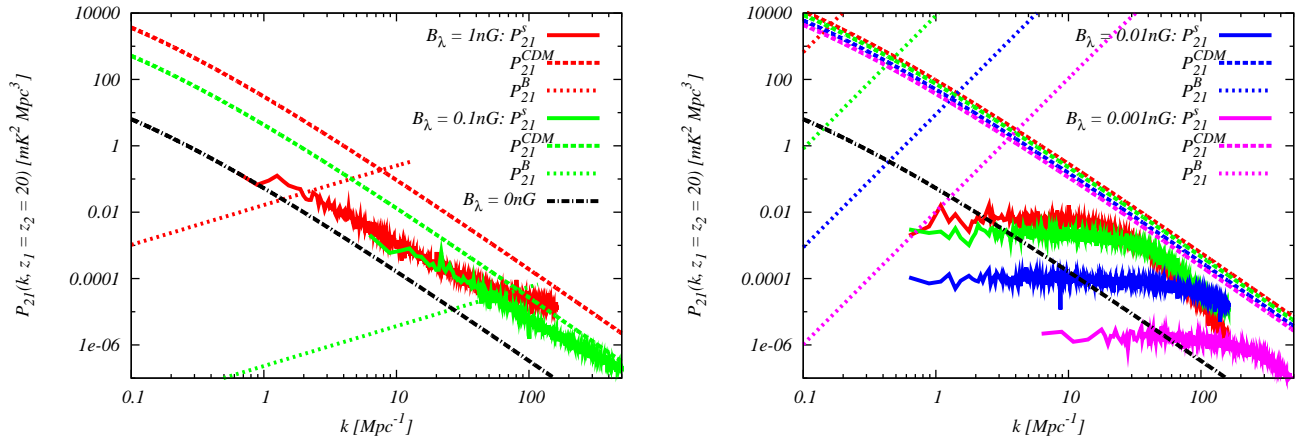 P_21(k, z_1 = z_2 = 20) [mK^2 Mpc^3]
10000
100
1
0.01
0.0001
1e-06
0.1 1 10 100
k [Mpc^-1]
B_λ = 1nG: P_21^s
P_21^CDM
P_21^B
B_λ = 0.1nG: P_21^s
P_21^CDM
P_21^B
B_λ = 0nG
P_21(k, z_1 = z_2 = 20) [mK^2 Mpc^3]
10000
100
1
0.01
0.0001
1e-06
0.1 1 10 100
k [Mpc^-1]
B_λ = 0.01nG: P_21^s
P_21^CDM
P_21^B
B_λ = 0.001nG: P_21^s
P_21^CDM
P_21^B